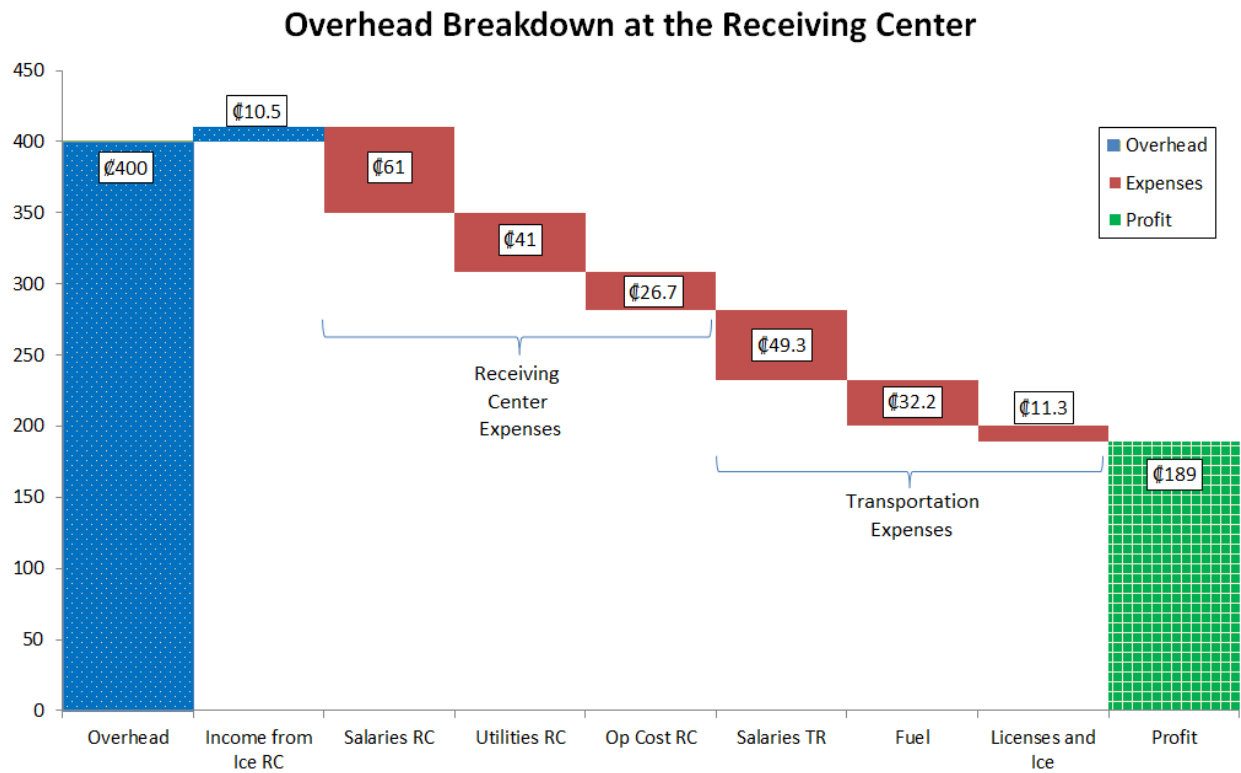 Overhead Breakdown at the Receiving Center
450
400
350
300
250
200
150
100
50
0
₡400
₡10.5
₡61
₡41
₡26.7
₡49.3
₡32.2
₡11.3
₡189
Receiving
Center
Expenses
Transportation
Expenses
Overhead
Expenses
Profit
Overhead
Income from
Ice RC
Salaries RC
Utilities RC
Op Cost RC
Salaries TR
Fuel
Licenses and
Ice
Profit